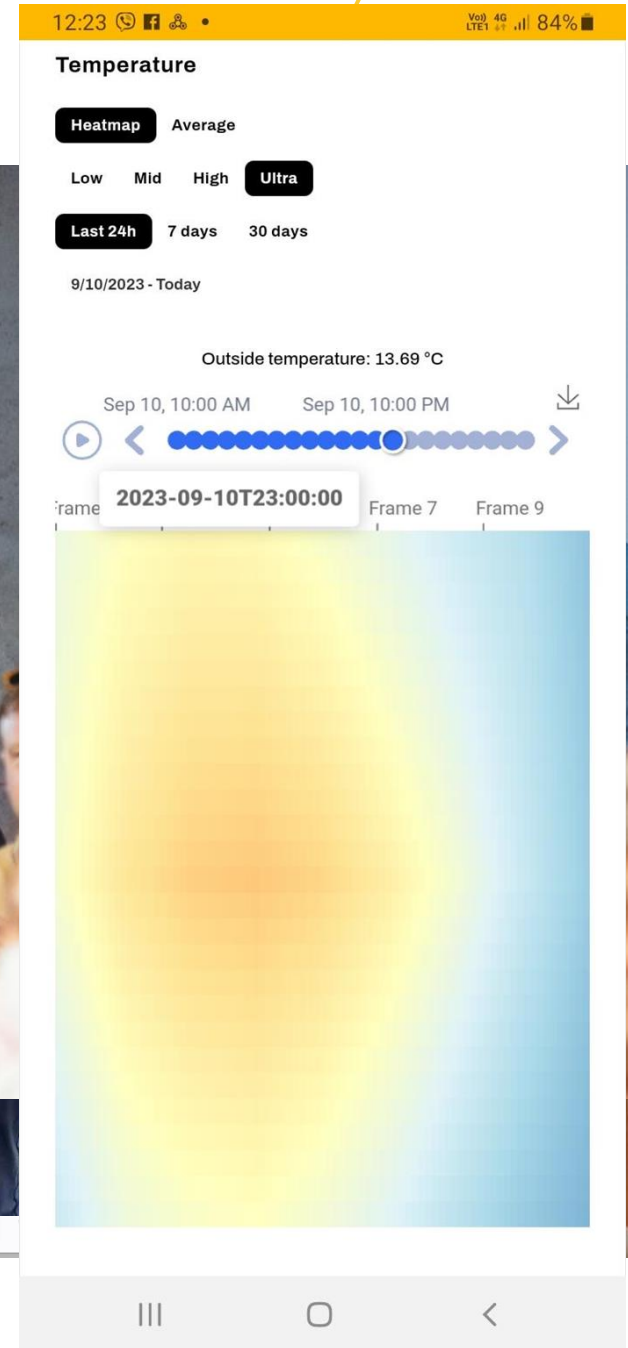 12:23
Vo)) 4G
LTE1 84%
Temperature
Heatmap Average
Low Mid High Ultra
Last 24h 7 days 30 days
9/10/2023 - Today
Outside temperature: 13.69 °C
Sep 10, 10:00 AM Sep 10, 10:00 PM
2023-09-10T23:00:00
Frame 7 Frame 9